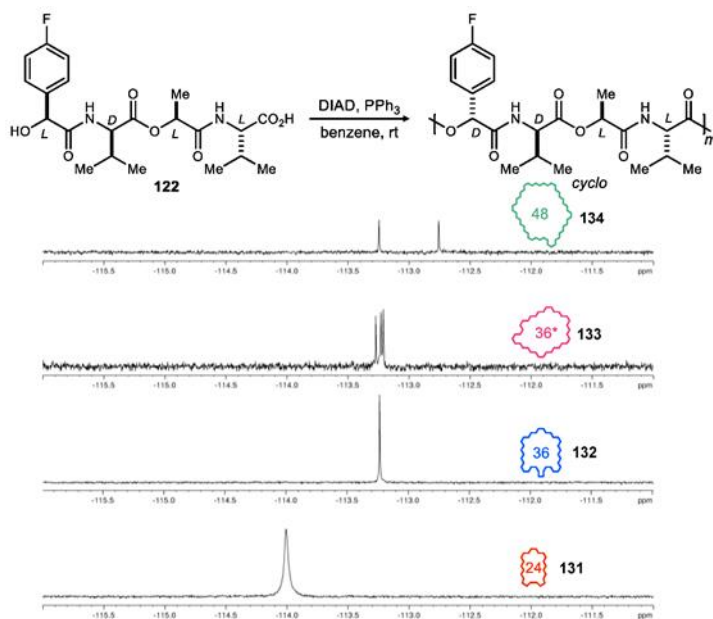 F F
O Me H DIAD, PPh₃ O Me H O
H N CO₂H benzene, rt H N
N D O L L N D O L L
HO L O O O D O O n
Me Me Me Me Me Me Me Me
122 cyclo
48 134
-115.5 -115.0 -114.5 -114.0 -113.5 -113.0 -112.5 -112.0 -111.5 ppm
36* 133
-115.5 -115.0 -114.5 -114.0 -113.5 -113.0 -112.5 -112.0 -111.5 ppm
36 132
-115.5 -115.0 -114.5 -114.0 -113.5 -113.0 -112.5 -112.0 -111.5 ppm
24 131
-115.5 -115.0 -114.5 -114.0 -113.5 -113.0 -112.5 -112.0 -111.5 ppm